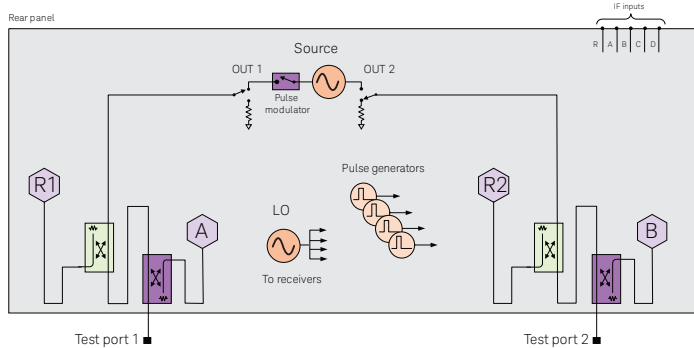 IF inputs
Rear panel
R A B C D
Source
OUT 1
OUT 2
Pulse
modulator
Pulse generators
R1
R2
LO
A
B
To receivers
Test port 1
Test port 2